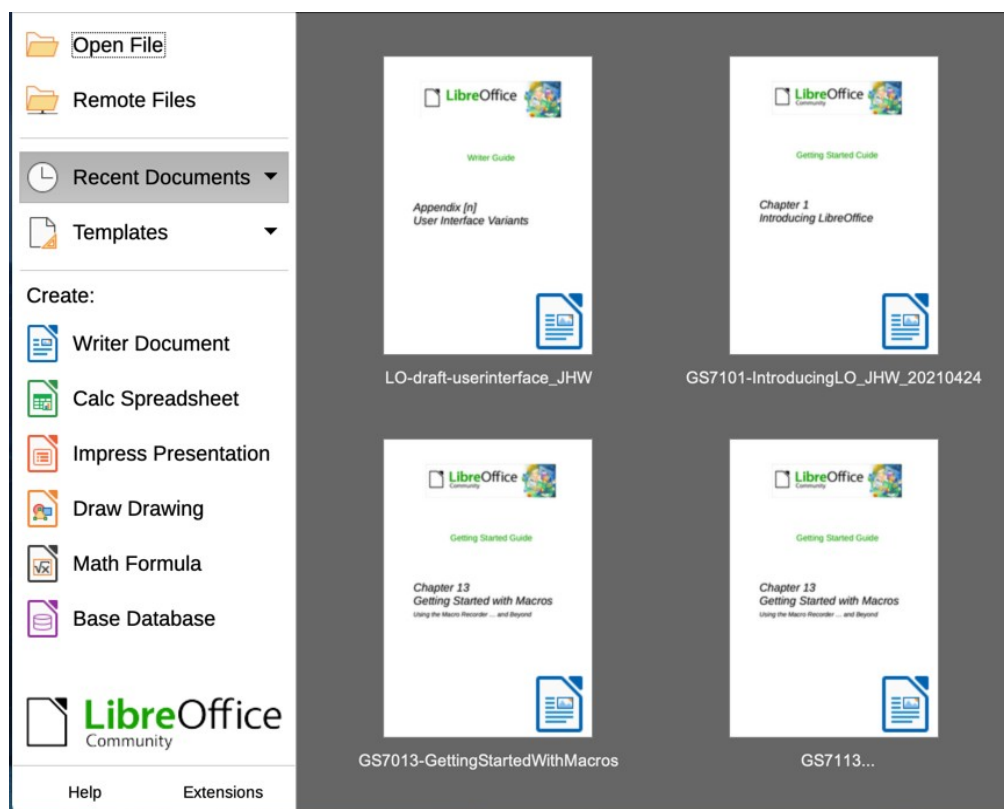 Open File
Remote Files
Recent Documents
Templates
Create:
Writer Document
Calc Spreadsheet
Impress Presentation
Draw Drawing
Math Formula
Base Database
LibreOffice
Community
Help
Extensions
LibreOffice
Writer Guide
Appendix [n]
User Interface Variants
LO-draft-userinterface_JHW
LibreOffice
Community
Getting Started Guide
Chapter 1
Introducing LibreOffice
GS7101-IntroducingLO_JHW_20210424
LibreOffice
Community
Getting Started Guide
Chapter 13
Getting Started with Macros
Using the Macro Recorder ... and Beyond
GS7013-GettingStartedWithMacros
LibreOffice
Community
Getting Started Guide
Chapter 13
Getting Started with Macros
Using the Macro Recorder ... and Beyond
GS7113...